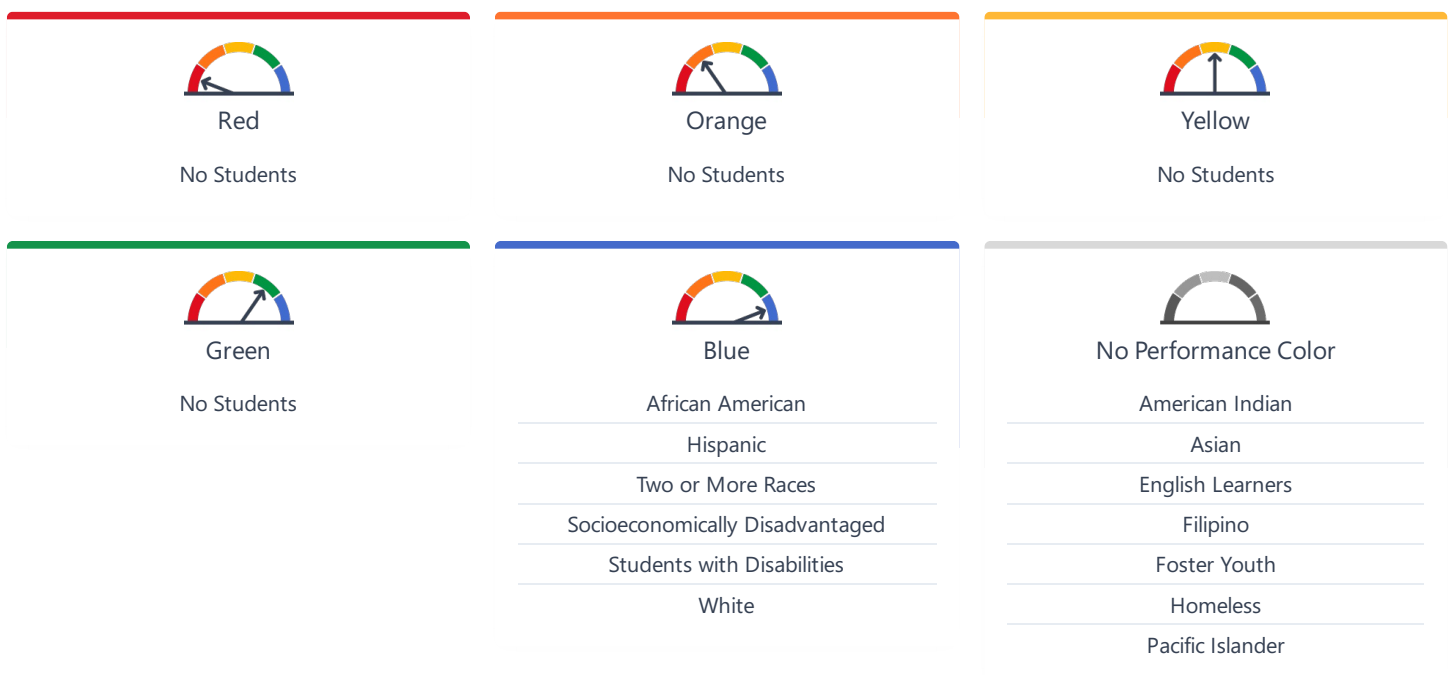 Red
No Students
Orange
No Students
Yellow
No Students
Green
No Students
Blue
African American
Hispanic
Two or More Races
Socioeconomically Disadvantaged
Students with Disabilities
White
No Performance Color
American Indian
Asian
English Learners
Filipino
Foster Youth
Homeless
Pacific Islander